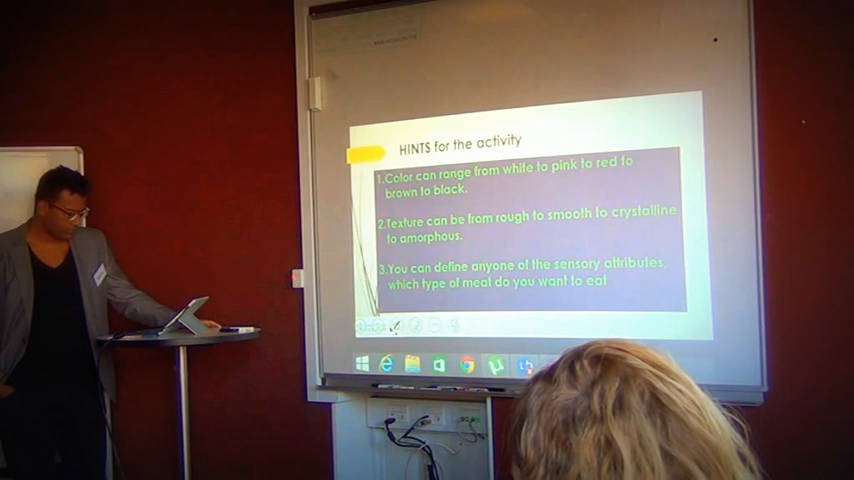 HINTS for the activity
1.Color can range from white to pink to red to
brown to black.
2.Texture can be from rough to smooth to crystalline
to amorphous.
3.You can define anyone of the sensory attributes,
which type of meat do you want to eat